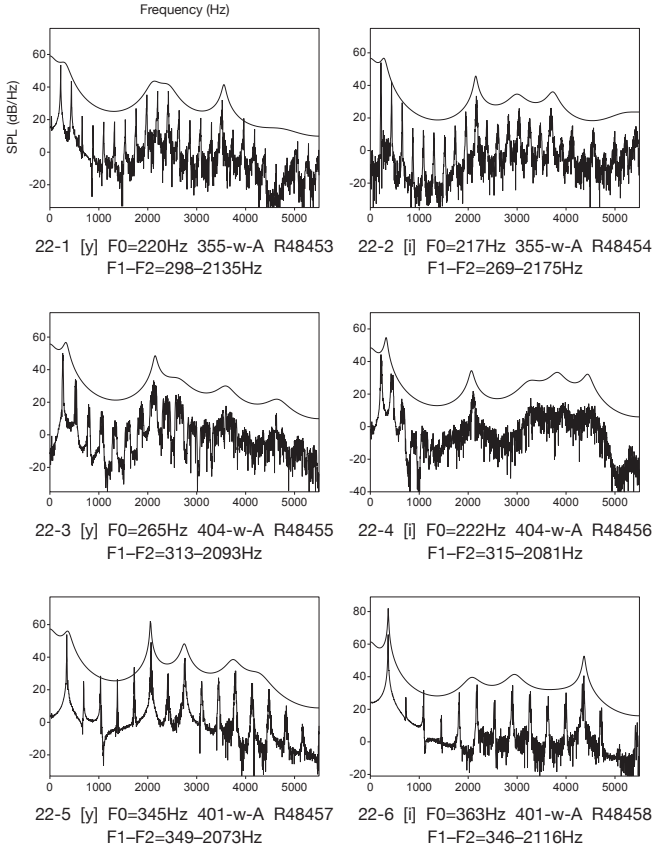 Frequency (Hz)
SPL (dB/Hz)
60
40
20
0
-20
0 1000 2000 3000 4000 5000
22-1 [y] F0=220Hz 355-w-A R48453
F1–F2=298–2135Hz
60
40
20
0
-20
0 1000 2000 3000 4000 5000
22-2 [i] F0=217Hz 355-w-A R48454
F1–F2=269–2175Hz
60
40
20
0
-20
0 1000 2000 3000 4000 5000
22-3 [y] F0=265Hz 404-w-A R48455
F1–F2=313–2093Hz
60
40
20
0
-20
-40
0 1000 2000 3000 4000 5000
22-4 [i] F0=222Hz 404-w-A R48456
F1–F2=315–2081Hz
60
40
20
0
-20
0 1000 2000 3000 4000 5000
22-5 [y] F0=345Hz 401-w-A R48457
F1–F2=349–2073Hz
80
60
40
20
0
-20
0 1000 2000 3000 4000 5000
22-6 [i] F0=363Hz 401-w-A R48458
F1–F2=346–2116Hz